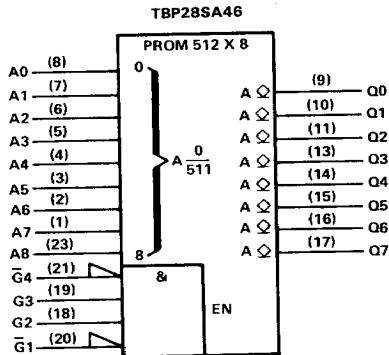 TBP28SA46
PROM 512 X 8
A0 (8) 0
A1 (7)
A2 (6)
A3 (5)
A4 (4)
A5 (3)
A6 (2)
A7 (1)
A8 (23) 8
A 0/511
A (9) Q0
A (10) Q1
A (11) Q2
A (13) Q3
A (14) Q4
A (15) Q5
A (16) Q6
A (17) Q7
G̅4 (21) &
G3 (19)
G2 (18)
G̅1 (20)
EN